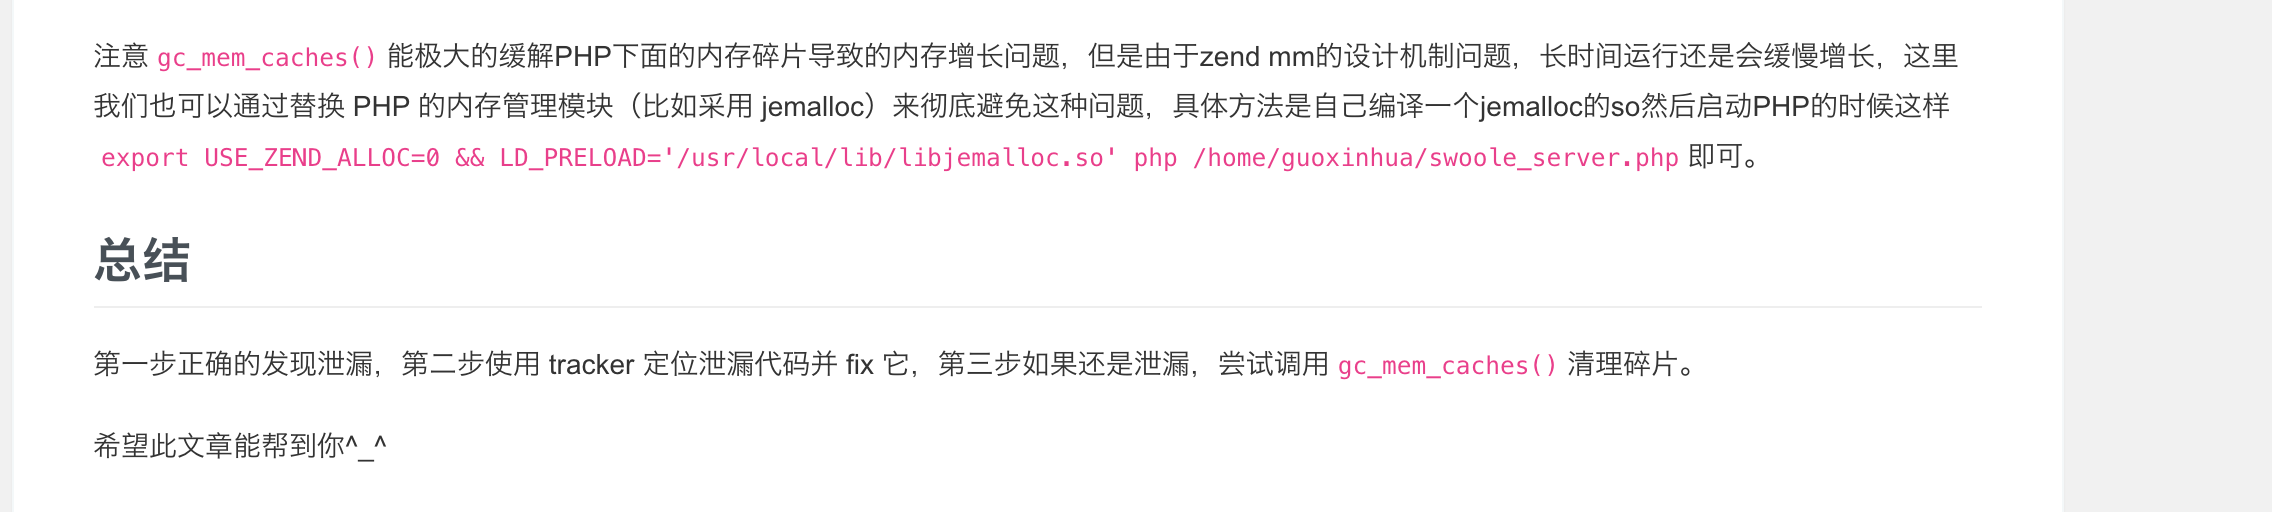 注意 gc_mem_caches() 能极大的缓解PHP下面的内存碎片导致的内存增长问题，但是由于zend mm的设计机制问题，长时间运行还是会缓慢增长，这里
我们也可以通过替换 PHP 的内存管理模块（比如采用 jemalloc）来彻底避免这种问题，具体方法是自己编译一个jemalloc的so然后启动PHP的时候这样
export USE_ZEND_ALLOC=0 && LD_PRELOAD='/usr/local/lib/libjemalloc.so' php /home/guoxinhua/swoole_server.php 即可。
总结
第一步正确的发现泄漏，第二步使用 tracker 定位泄漏代码并 fix 它，第三步如果还是泄漏，尝试调用 gc_mem_caches() 清理碎片。
希望此文章能帮到你^_^